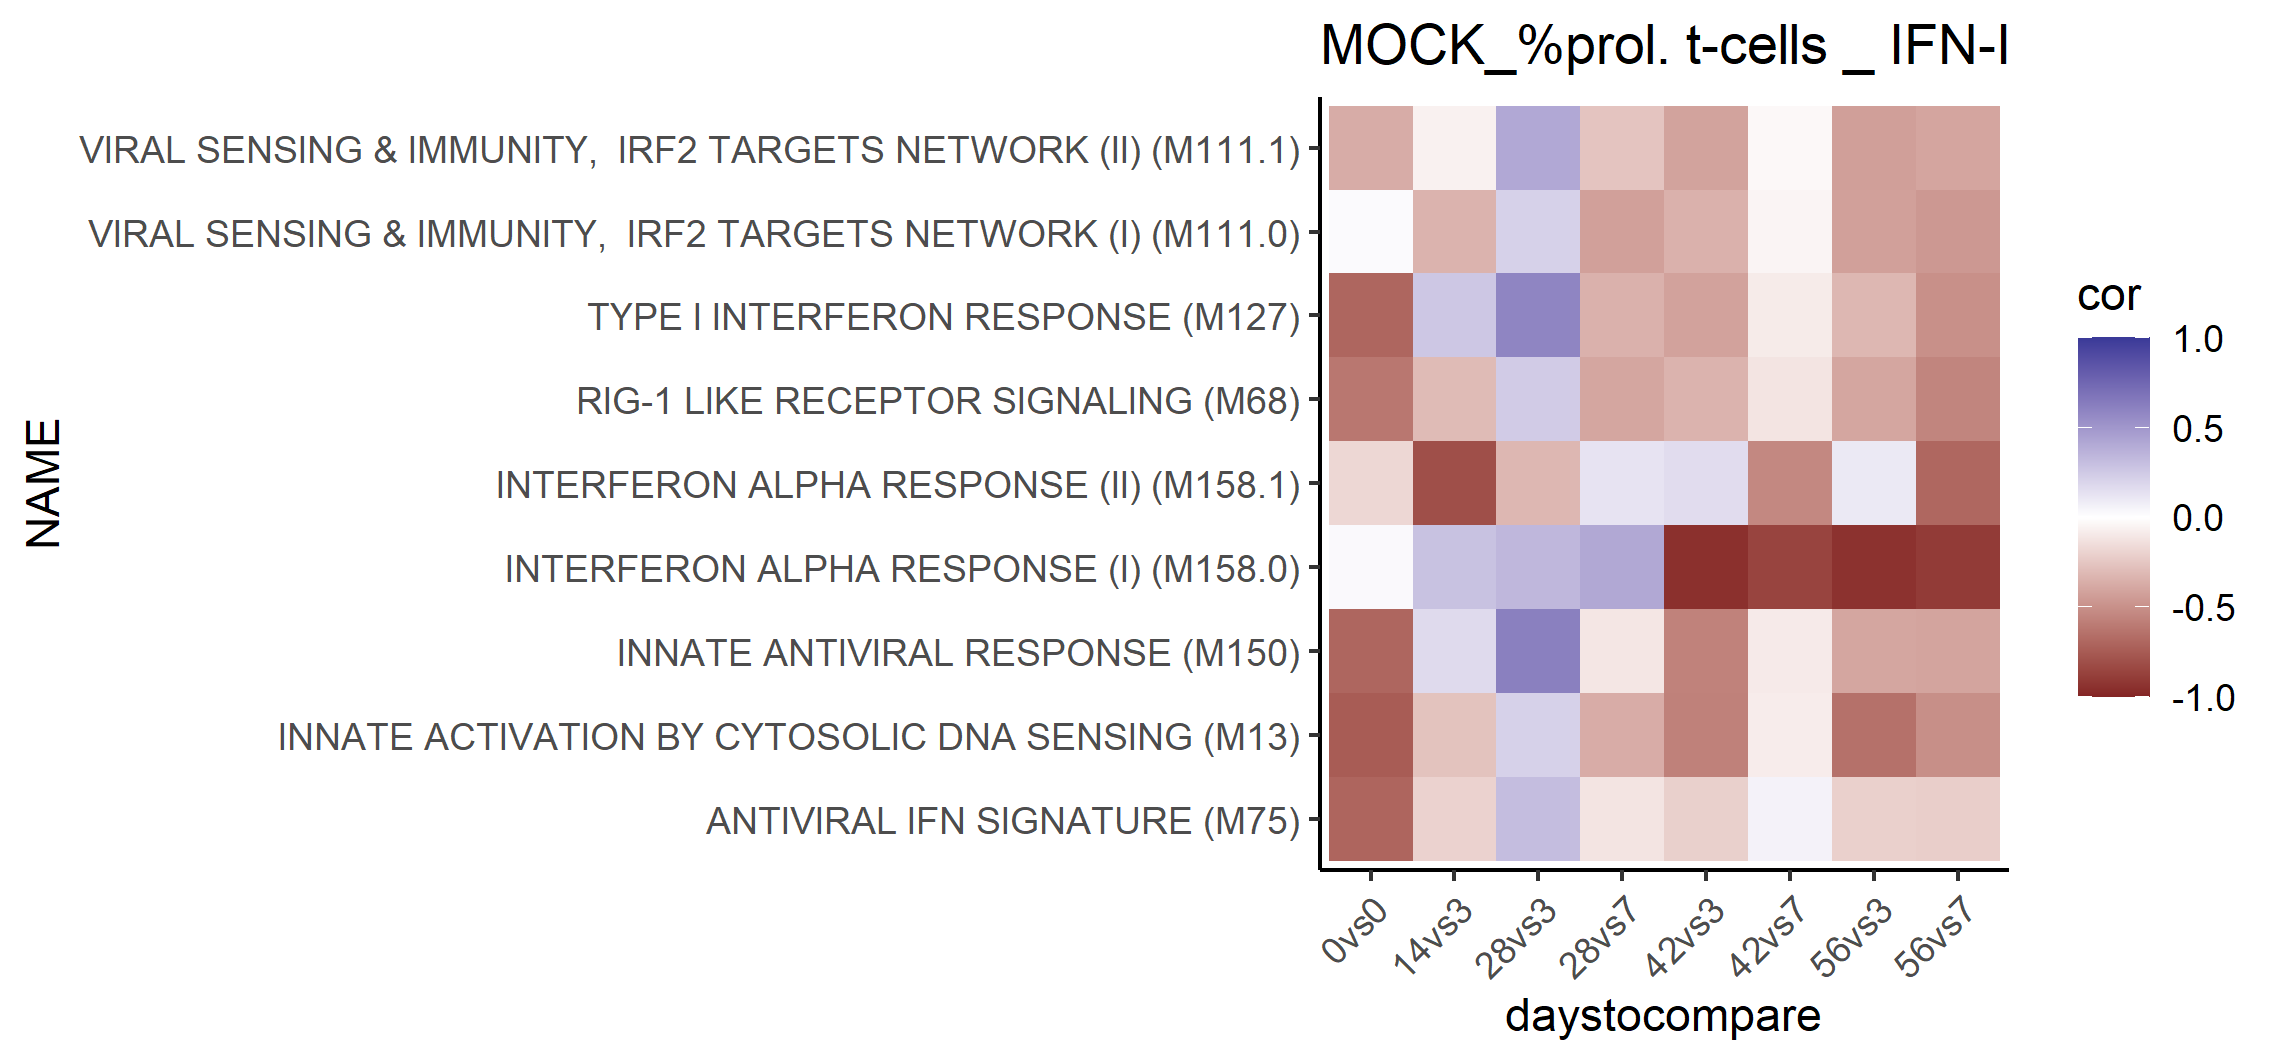 MOCK_%prol. t-cells _ IFN-I
VIRAL SENSING & IMMUNITY,  IRF2 TARGETS NETWORK (II) (M111.1)
VIRAL SENSING & IMMUNITY,  IRF2 TARGETS NETWORK (I) (M111.0)
TYPE I INTERFERON RESPONSE (M127)
RIG-1 LIKE RECEPTOR SIGNALING (M68)
INTERFERON ALPHA RESPONSE (II) (M158.1)
INTERFERON ALPHA RESPONSE (I) (M158.0)
INNATE ANTIVIRAL RESPONSE (M150)
INNATE ACTIVATION BY CYTOSOLIC DNA SENSING (M13)
ANTIVIRAL IFN SIGNATURE (M75)
NAME
0vs0
14vs3
28vs3
28vs7
42vs3
42vs7
56vs3
56vs7
daystocompare
cor
1.0
0.5
0.0
-0.5
-1.0